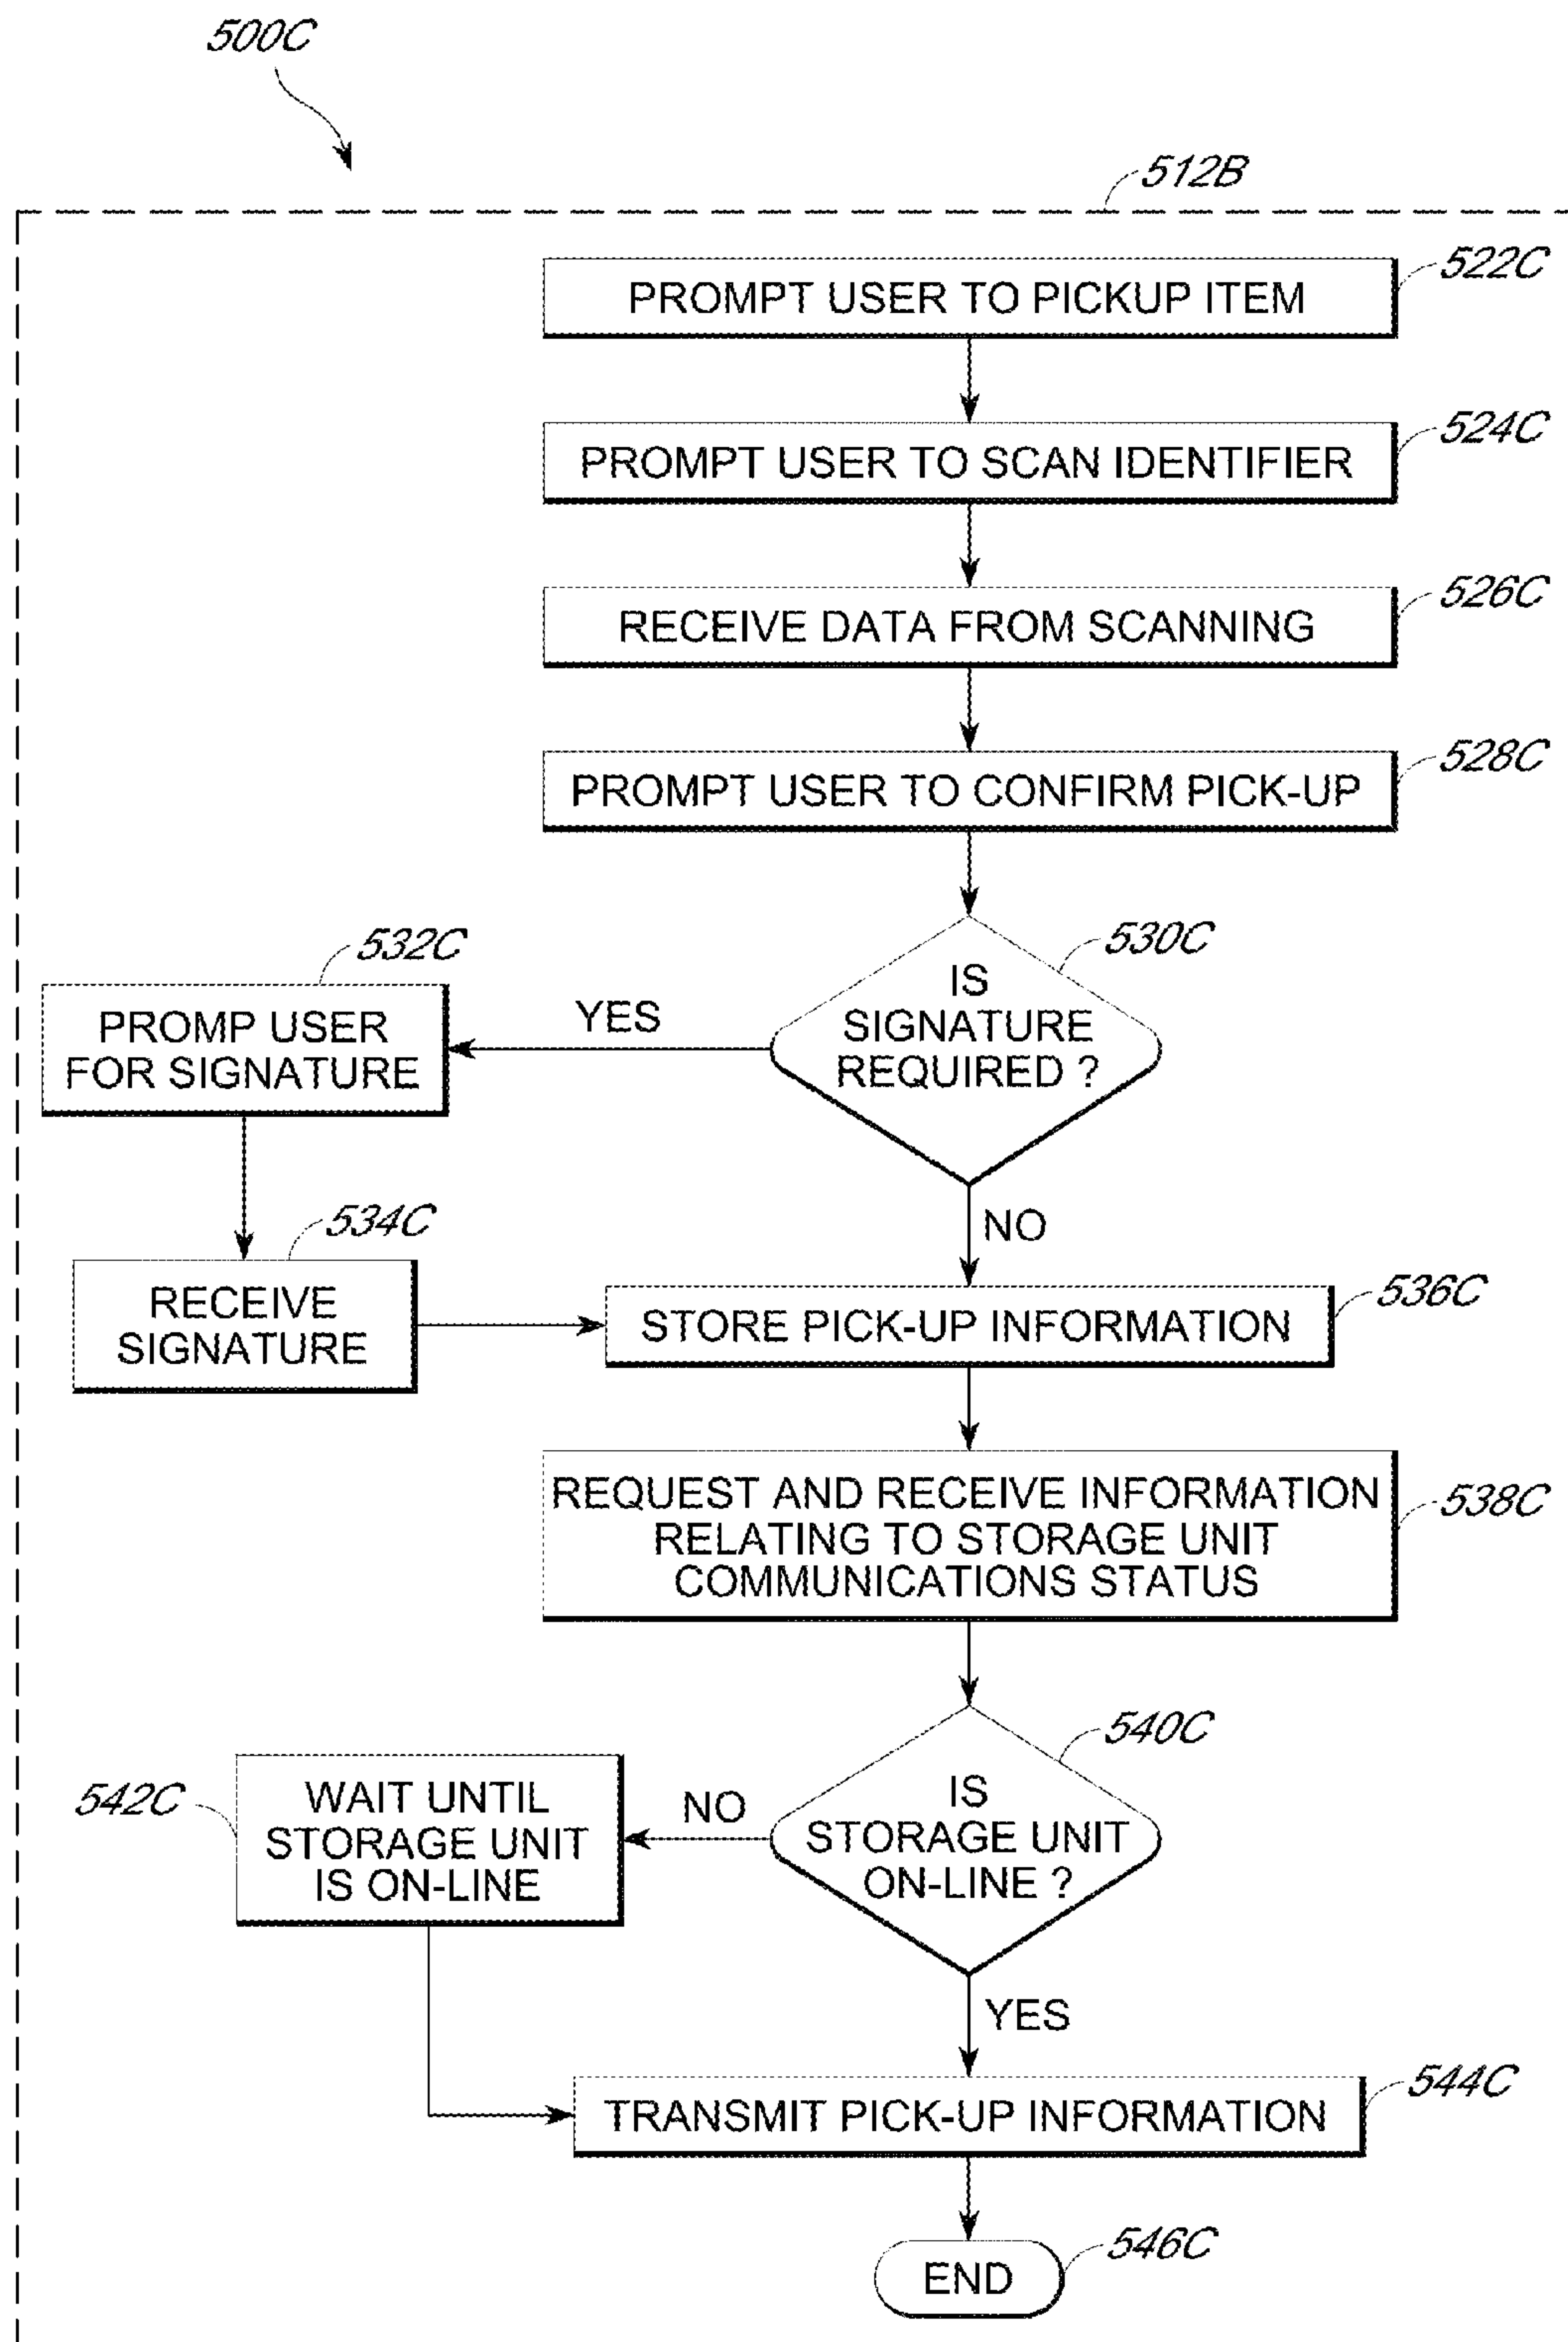 500C
512B
PROMPT USER TO PICKUP ITEM
522C
PROMPT USER TO SCAN IDENTIFIER
524C
RECEIVE DATA FROM SCANNING
526C
PROMPT USER TO CONFIRM PICK-UP
528C
530C
IS
SIGNATURE
REQUIRED ?
YES
532C
PROMP USER
FOR SIGNATURE
534C
RECEIVE
SIGNATURE
NO
STORE PICK-UP INFORMATION
536C
REQUEST AND RECEIVE INFORMATION
RELATING TO STORAGE UNIT
COMMUNICATIONS STATUS
538C
540C
IS
STORAGE UNIT
ON-LINE ?
NO
542C
WAIT UNTIL
STORAGE UNIT
IS ON-LINE
YES
TRANSMIT PICK-UP INFORMATION
544C
END
546C